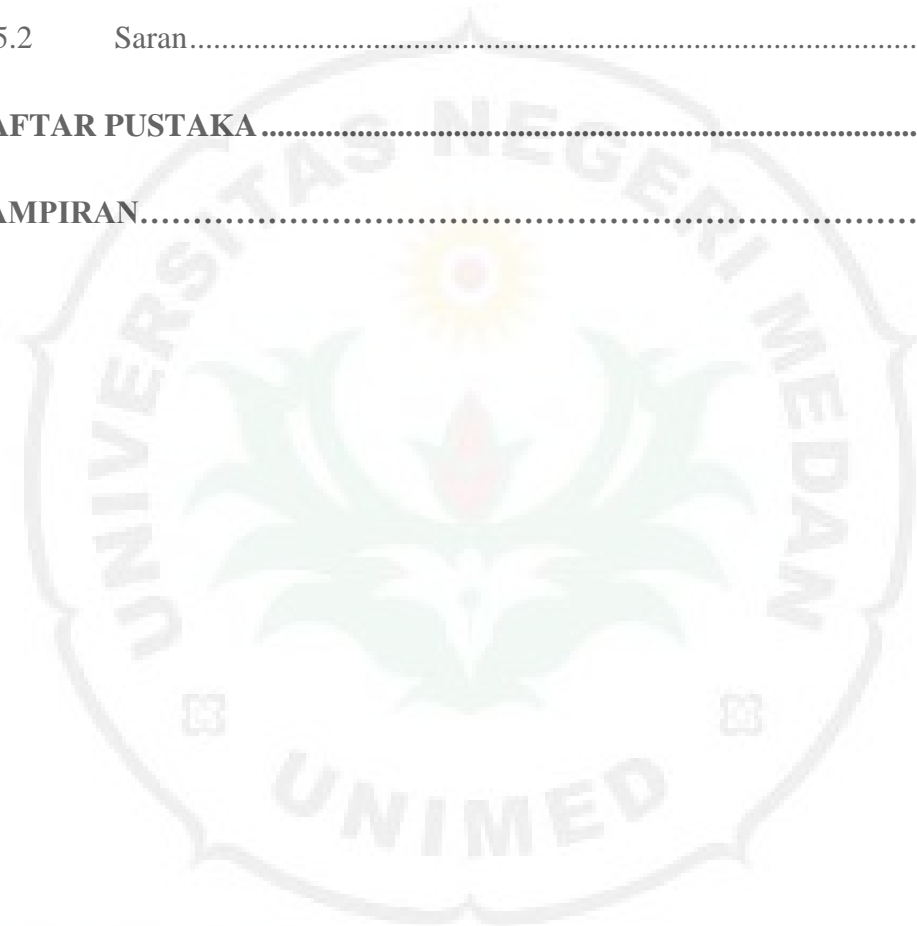 5.2 Saran........................................................................................
AFTAR PUSTAKA..................................................................................
AMPIRAN……………………………………………………………………………
UNIVERSITAS NEGERI MEDAN
UNIMED